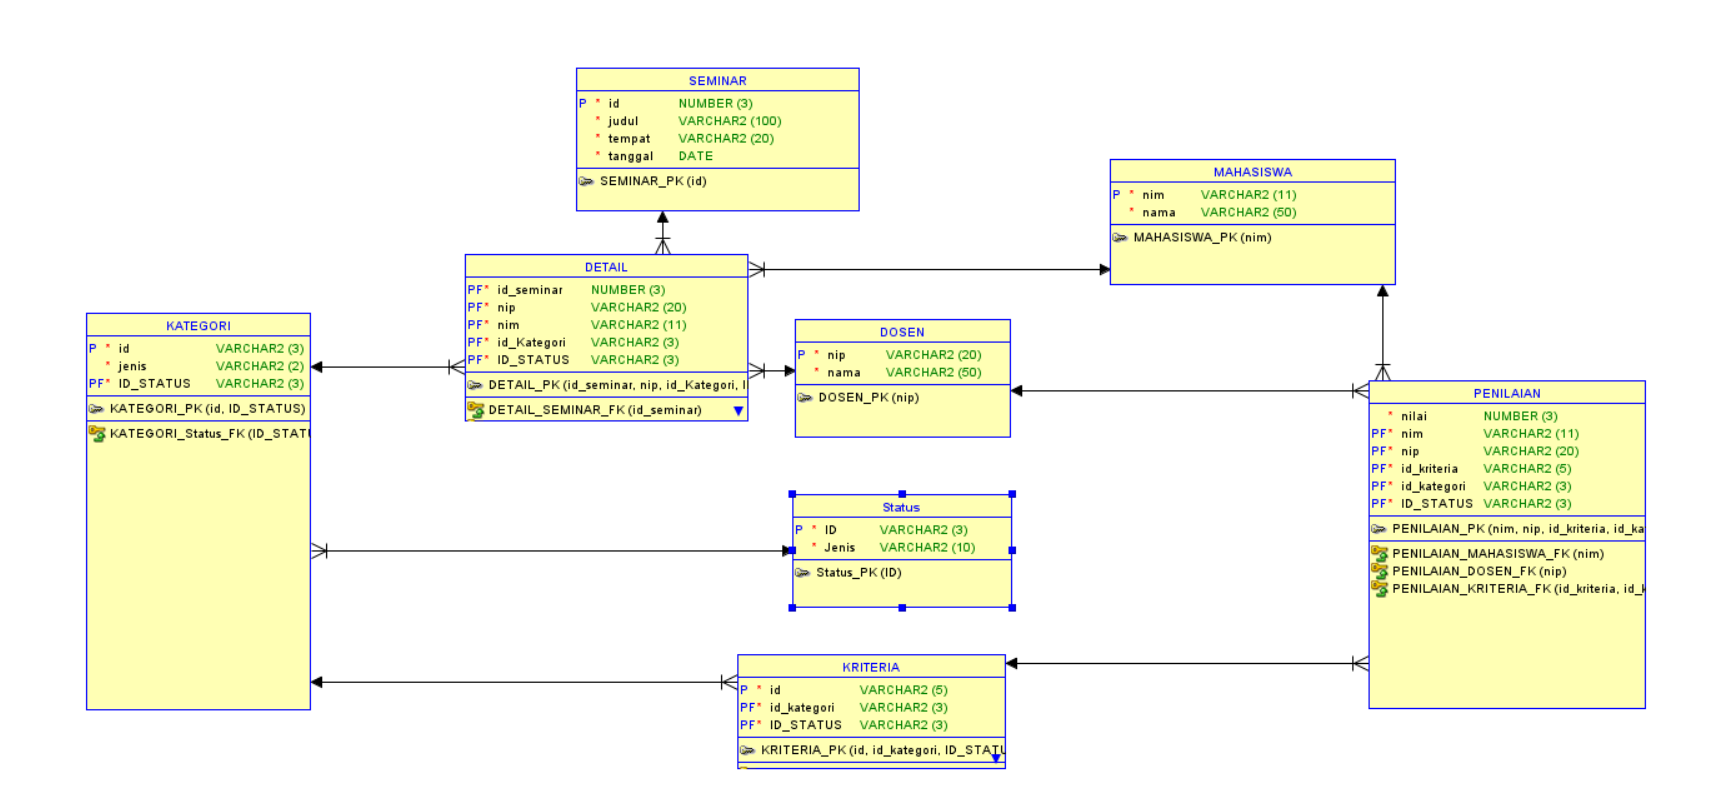 SEMINAR
P * id NUMBER (3)
* judul VARCHAR2 (100)
* tempat VARCHAR2 (20)
* tanggal DATE
SEMINAR_PK (id)
MAHASISWA
P * nim VARCHAR2 (11)
* nama VARCHAR2 (50)
MAHASISWA_PK (nim)
DETAIL
PF* id_seminar NUMBER (3)
PF* nip VARCHAR2 (20)
PF* nim VARCHAR2 (11)
PF* id_Kategori VARCHAR2 (3)
PF* ID_STATUS VARCHAR2 (3)
DETAIL_PK (id_seminar, nip, id_Kategori, I
DETAIL_SEMINAR_FK (id_seminar)
KATEGORI
P * id VARCHAR2 (3)
* jenis VARCHAR2 (2)
PF* ID_STATUS VARCHAR2 (3)
KATEGORI_PK (id, ID_STATUS)
KATEGORI_Status_FK (ID_STATU
DOSEN
P * nip VARCHAR2 (20)
* nama VARCHAR2 (50)
DOSEN_PK (nip)
PENILAIAN
* nilai NUMBER (3)
PF* nim VARCHAR2 (11)
PF* nip VARCHAR2 (20)
PF* id_kriteria VARCHAR2 (5)
PF* id_kategori VARCHAR2 (3)
PF* ID_STATUS VARCHAR2 (3)
PENILAIAN_PK (nim, nip, id_kriteria, id_ka
PENILAIAN_MAHASISWA_FK (nim)
PENILAIAN_DOSEN_FK (nip)
PENILAIAN_KRITERIA_FK (id_kriteria, id_k
Status
P * ID VARCHAR2 (3)
* Jenis VARCHAR2 (10)
Status_PK (ID)
KRITERIA
P * id VARCHAR2 (5)
PF* id_kategori VARCHAR2 (3)
PF* ID_STATUS VARCHAR2 (3)
KRITERIA_PK (id, id_kategori, ID_STATU